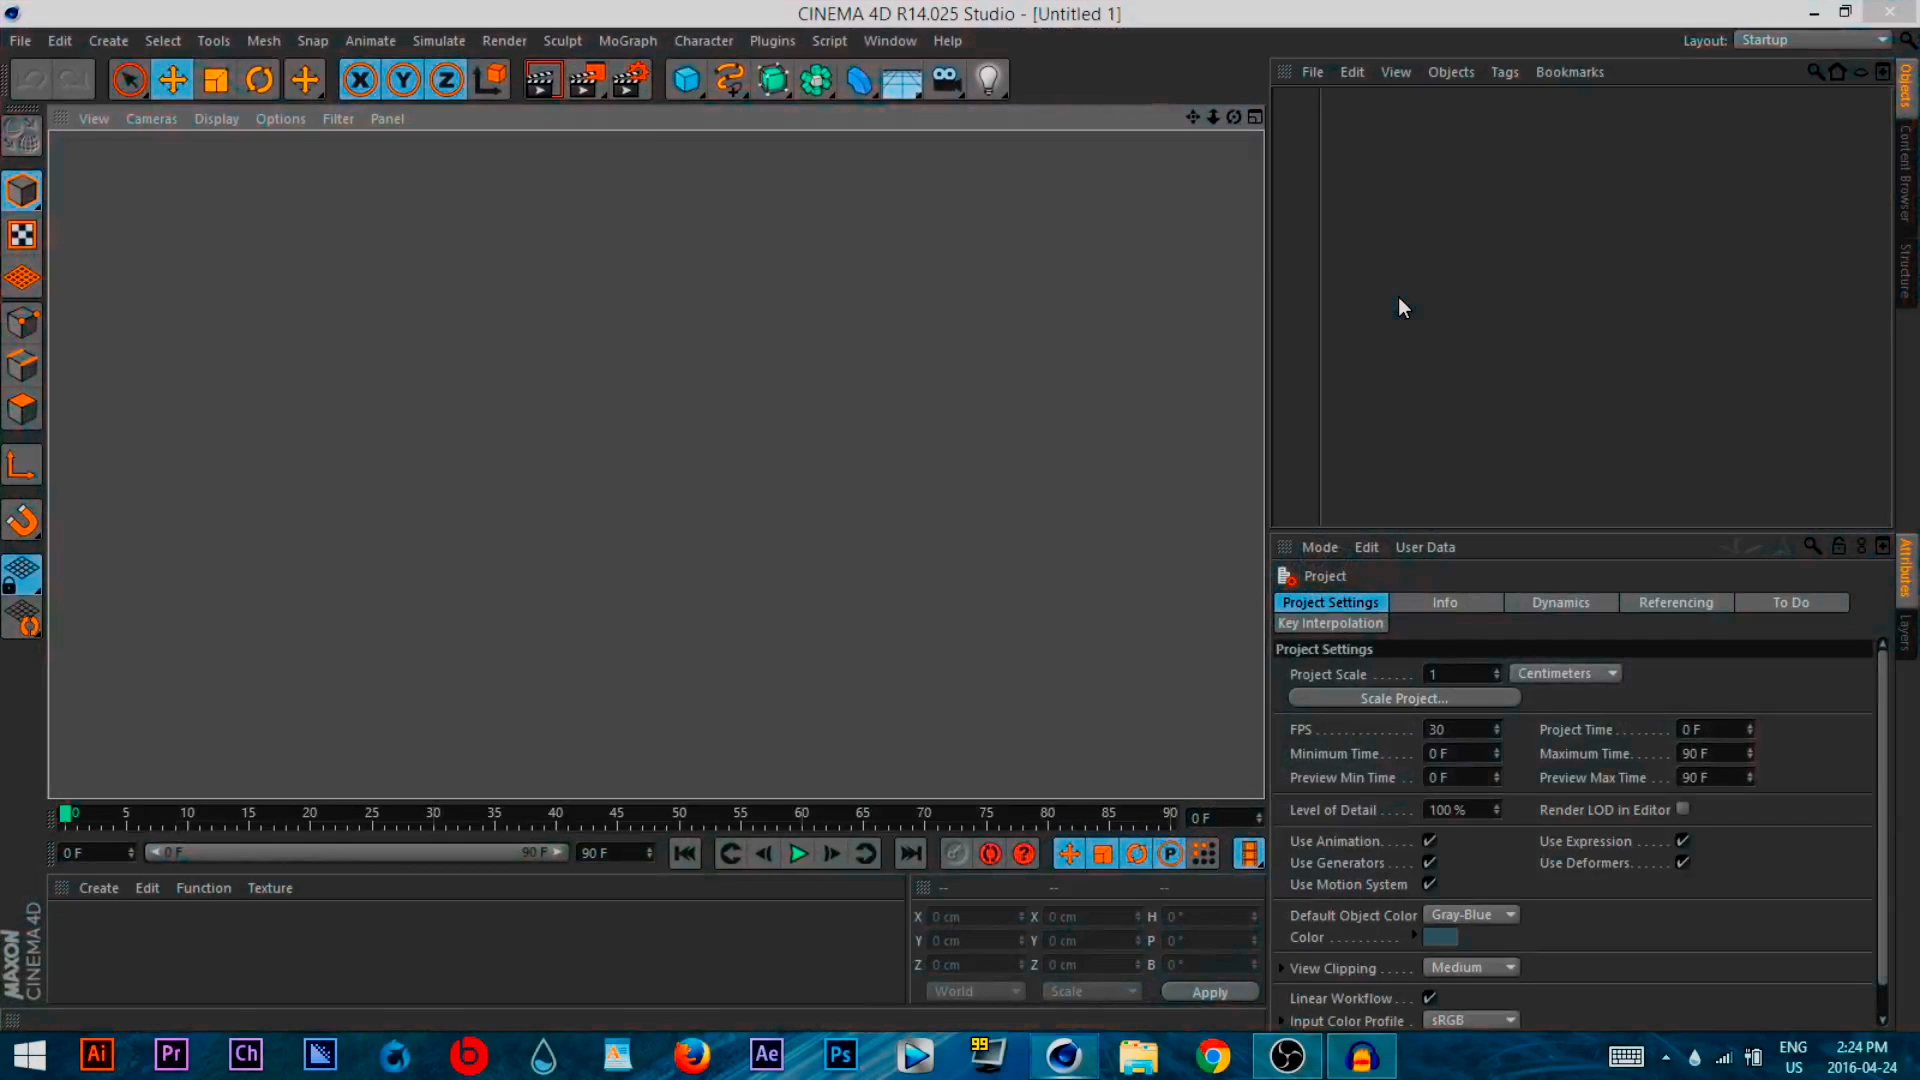 CINEMA 4D R14.025 Studio - [Untitled 1]
File Edit Create Select Tools Mesh Snap Animate Simulate Render Sculpt MoGraph Character Plugins Script Window Help
Layout: Startup
X Y Z
File Edit View Objects Tags Bookmarks
Objects
Content Browser
Structure
View Cameras Display Options Filter Panel
Mode Edit User Data
Attributes
Layers
Project
Project Settings Info Dynamics Referencing To Do
Key Interpolation
Project Settings
Project Scale ...... 1 Centimeters
Scale Project...
FPS 30 Project Time 0 F
Minimum Time 0 F Maximum Time 90 F
Preview Min Time 0 F Preview Max Time 90 F
Level of Detail 100 % Render LOD in Editor
Use Animation Use Expression
Use Generators Use Deformers
Use Motion System
Default Object Color Gray-Blue
Color
View Clipping Medium
Linear Workflow
Input Color Profile sRGB
0 5 10 15 20 25 30 35 40 45 50 55 60 65 70 75 80 85 90 0 F
0 F 0 F 90 F 90 F P
Create Edit Function Texture
-- -- --
X 0 cm X 0 cm H 0 °
Y 0 cm Y 0 cm P 0 °
Z 0 cm Z 0 cm B 0 °
World Scale Apply
MAXON
CINEMA 4D
Ai Pr Ch Ae Ps 99
ENG
US
2:24 PM
2016-04-24